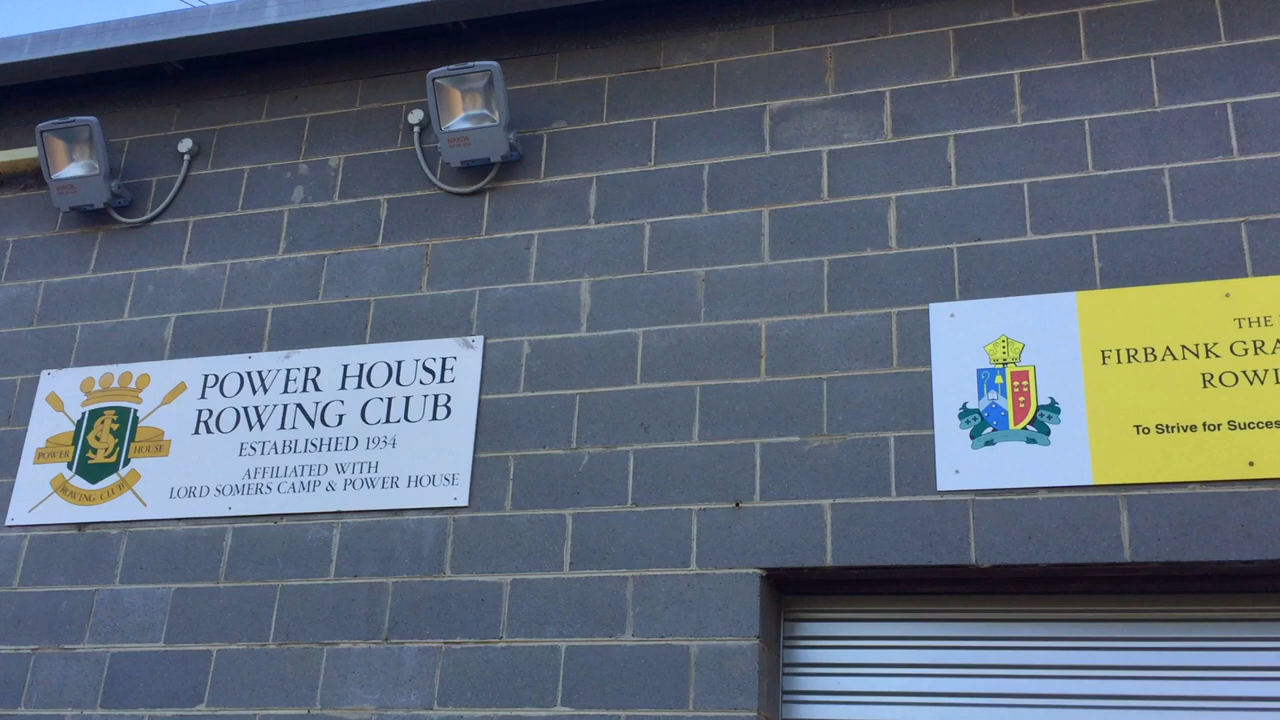 POWER HOUSE
ROWING CLUB
ESTABLISHED 1934
AFFILIATED WITH
LORD SOMERS CAMP & POWER HOUSE
POWER HOUSE
ROWING CLUB
THE
FIRBANK GRA
ROWI
To Strive for Succes